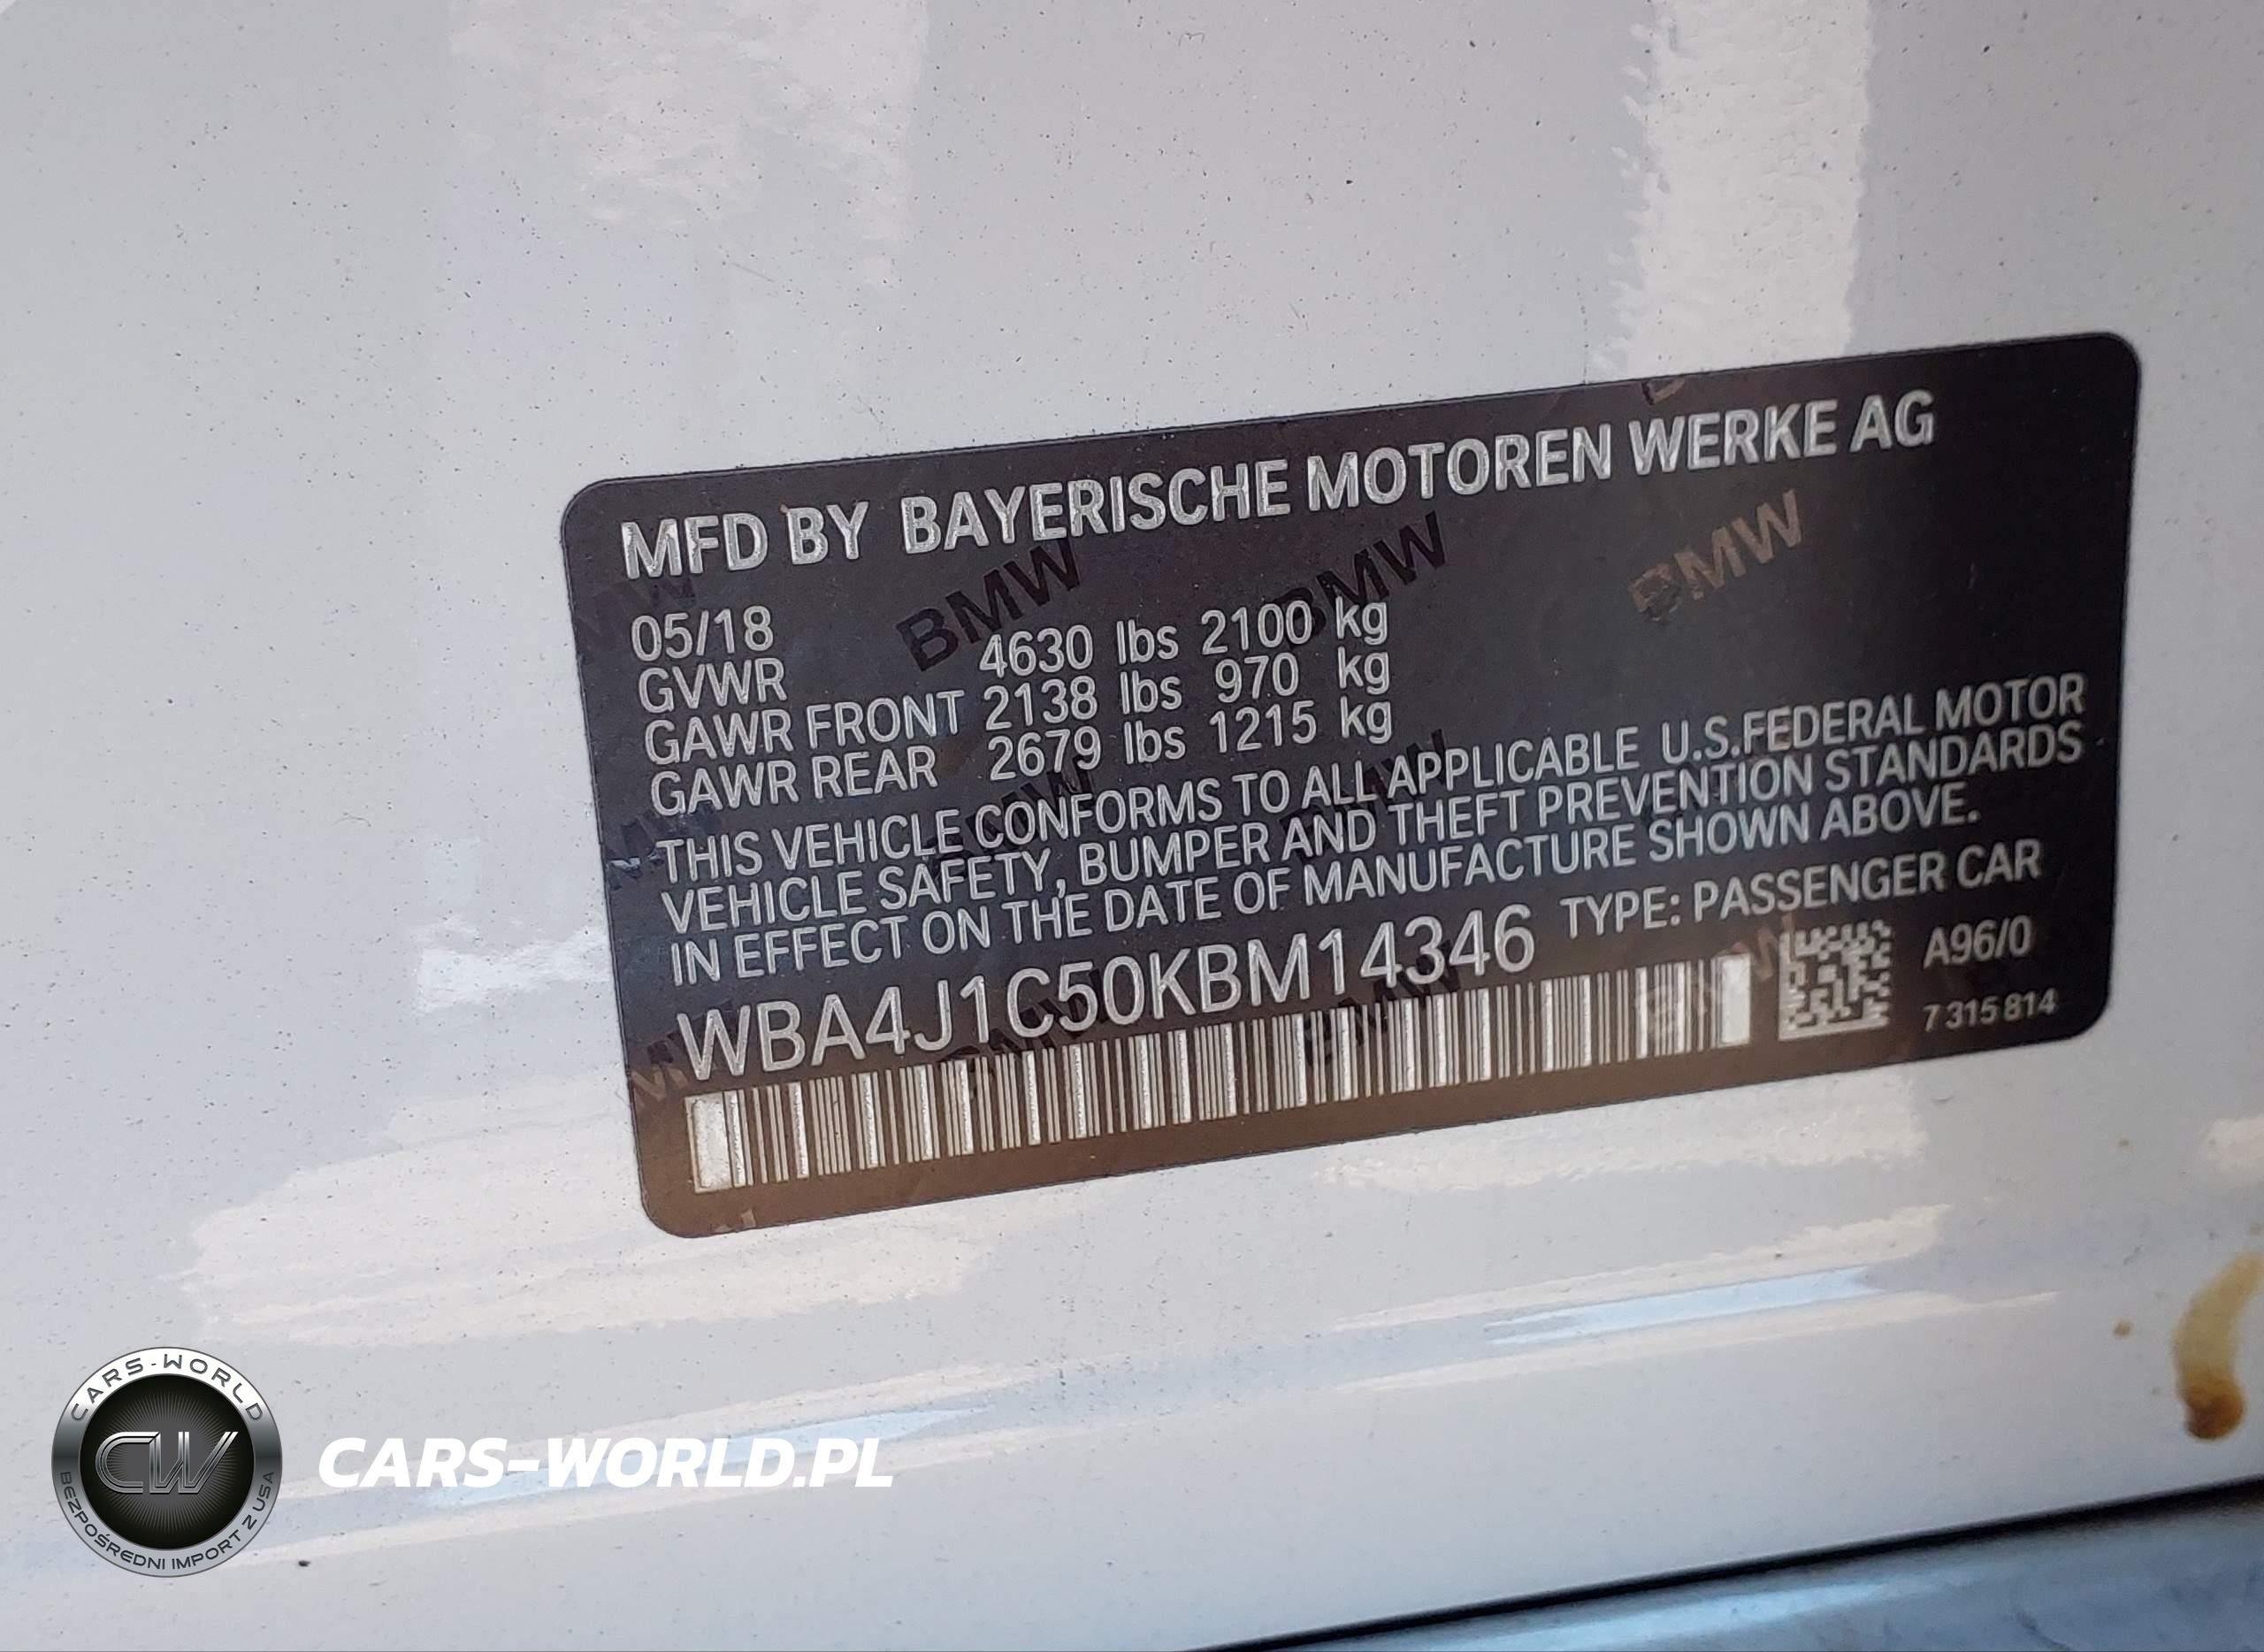 MFD BY BAYERISCHE MOTOREN WERKE AG
05/18
GVWR 4630 lbs 2100 kg
GAWR FRONT 2138 lbs 970 kg
GAWR REAR 2679 lbs 1215 kg
THIS VEHICLE CONFORMS TO ALL APPLICABLE U.S.FEDERAL MOTOR
VEHICLE SAFETY, BUMPER AND THEFT PREVENTION STANDARDS
IN EFFECT ON THE DATE OF MANUFACTURE SHOWN ABOVE.
WBA4J1C50KBM14346 TYPE: PASSENGER CAR
A96/0
7 315 814
BMW BMW BMW
CARS-WORLD
CW
BEZPOŚREDNI IMPORT Z USA
CARS-WORLD.PL